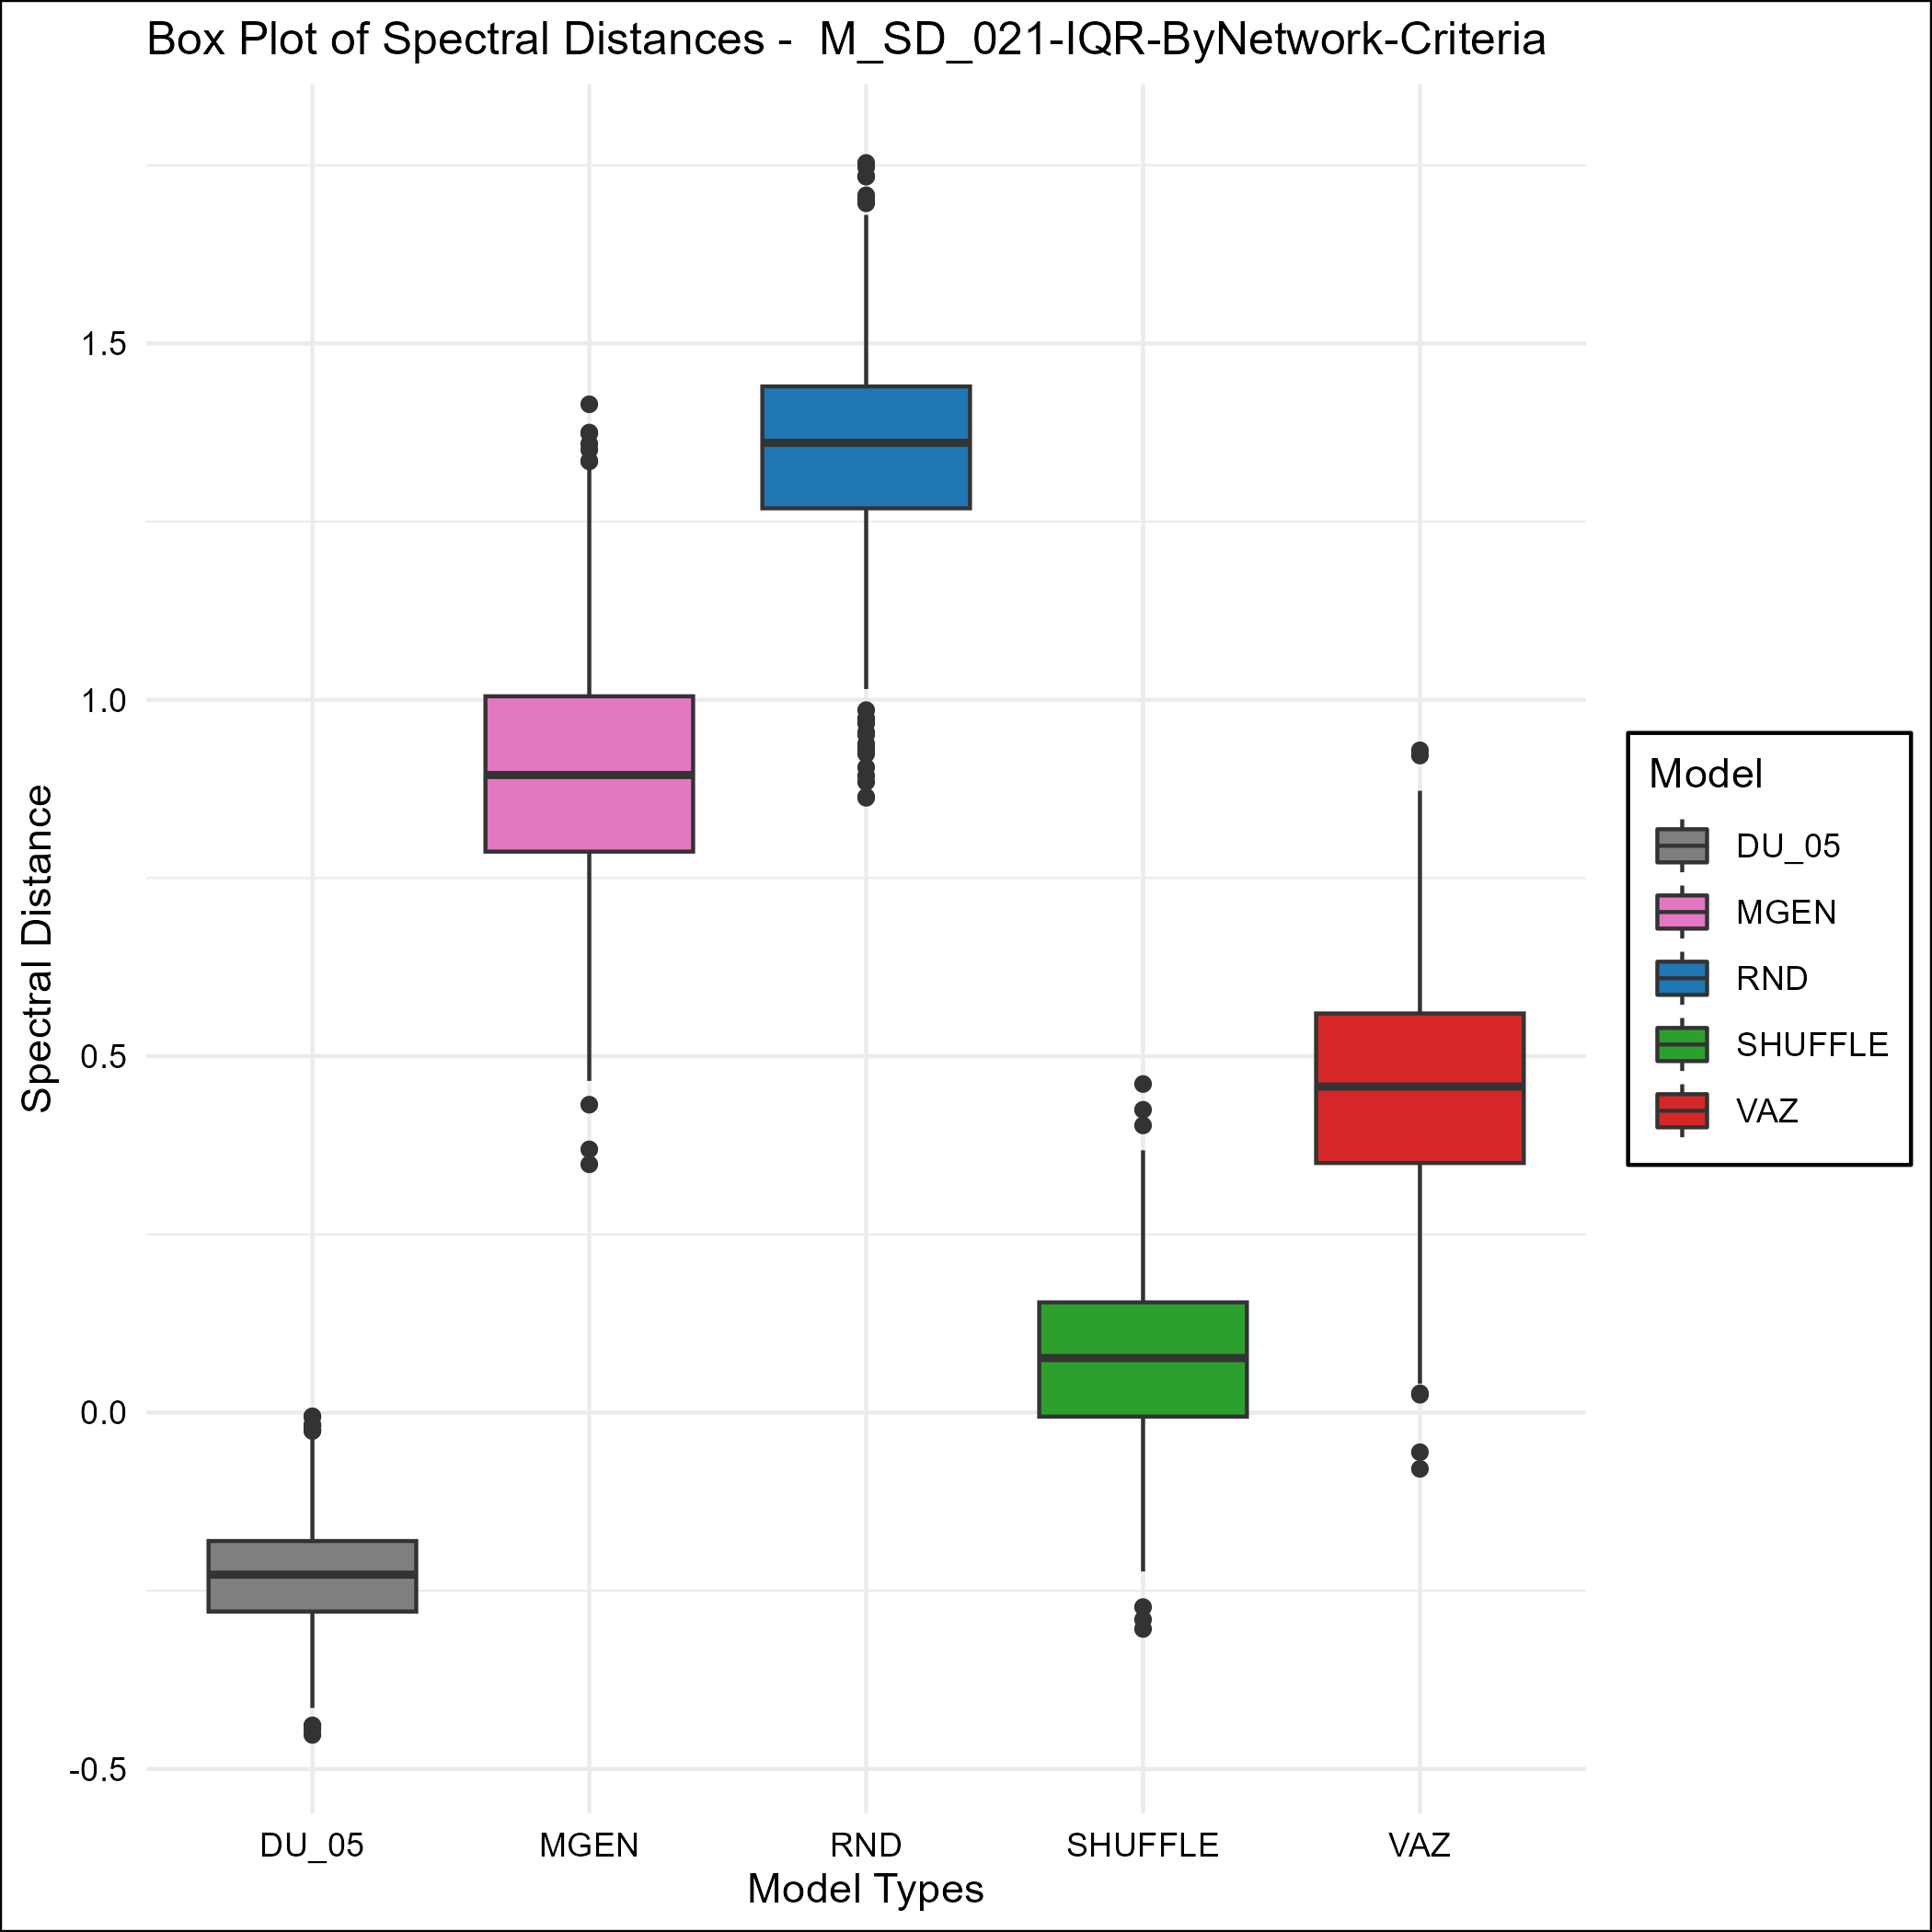 Box Plot of Spectral Distances -  M_SD_021-IQR-ByNetwork-Criteria
Spectral Distance
1.5
1.0
0.5
0.0
-0.5
DU_05 MGEN RND SHUFFLE VAZ
Model Types
Model
DU_05
MGEN
RND
SHUFFLE
VAZ